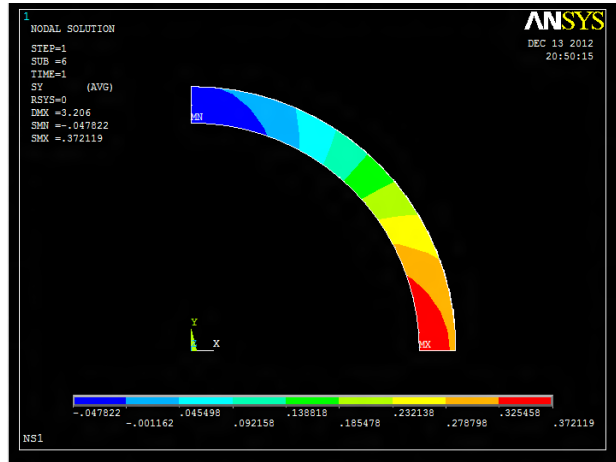 1
NODAL SOLUTION
STEP=1
SUB =6
TIME=1
SY (AVG)
RSYS=0
DMX=3.206
SMN =-.047822
SMX =.372119
ANSYS
DEC 13 2012
20:50:15
MN
Y
X
MX
-.047822 .045498 .138818 .232138 .325458
-.001162 .092158 .185478 .278798 .372119
NS1